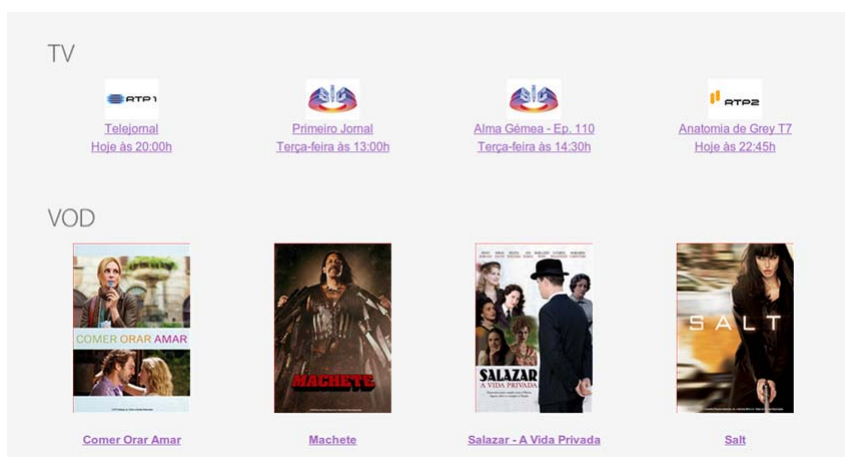 TV
RTP1
SIC
SIC
RTP2
Telejornal
Primeiro Jornal
Alma Gémea - Ep. 110
Anatomia de Grey T7
Hoje às 20:00h
Terça-feira às 13:00h
Terça-feira às 14:30h
Hoje às 22:45h
VOD
COMER ORAR AMAR
MACHETE
SALAZAR
A VIDA PRIVADA
SALT
Comer Orar Amar
Machete
Salazar - A Vida Privada
Salt